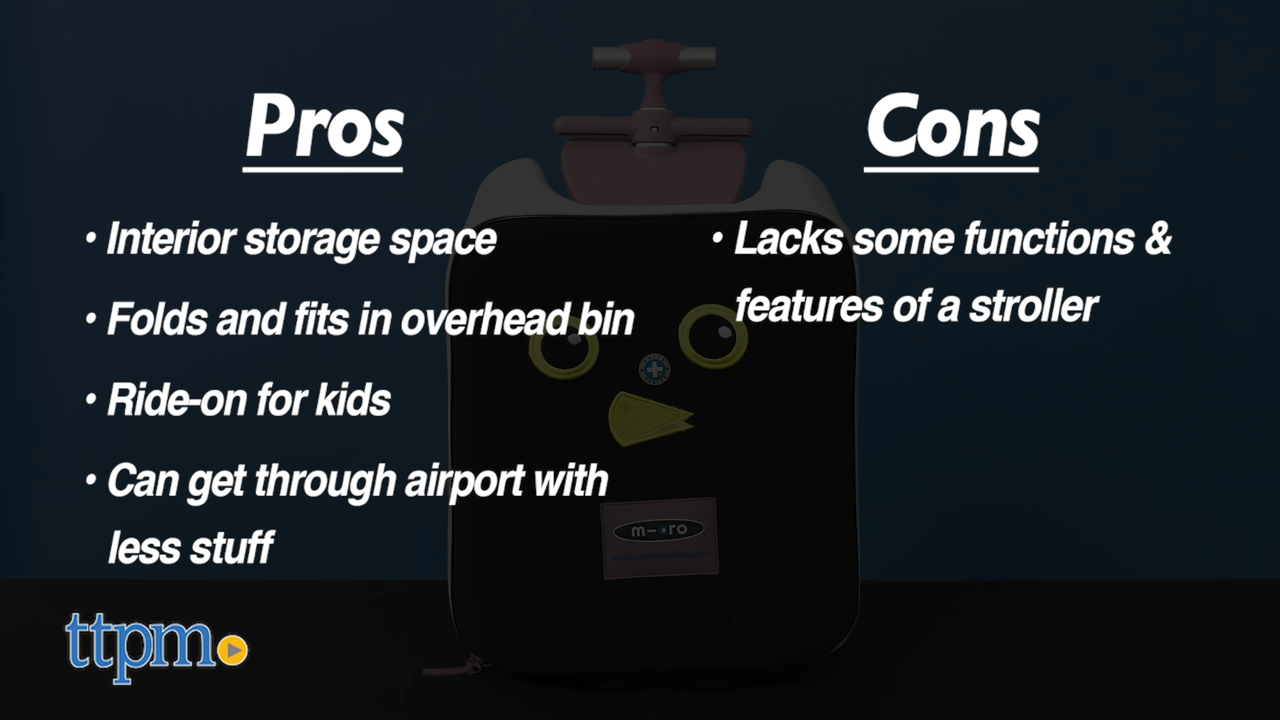 Pros
• Interior storage space
• Folds and fits in overhead bin
• Ride-on for kids
• Can get through airport with
less stuff
Cons
• Lacks some functions &
features of a stroller
ttpm